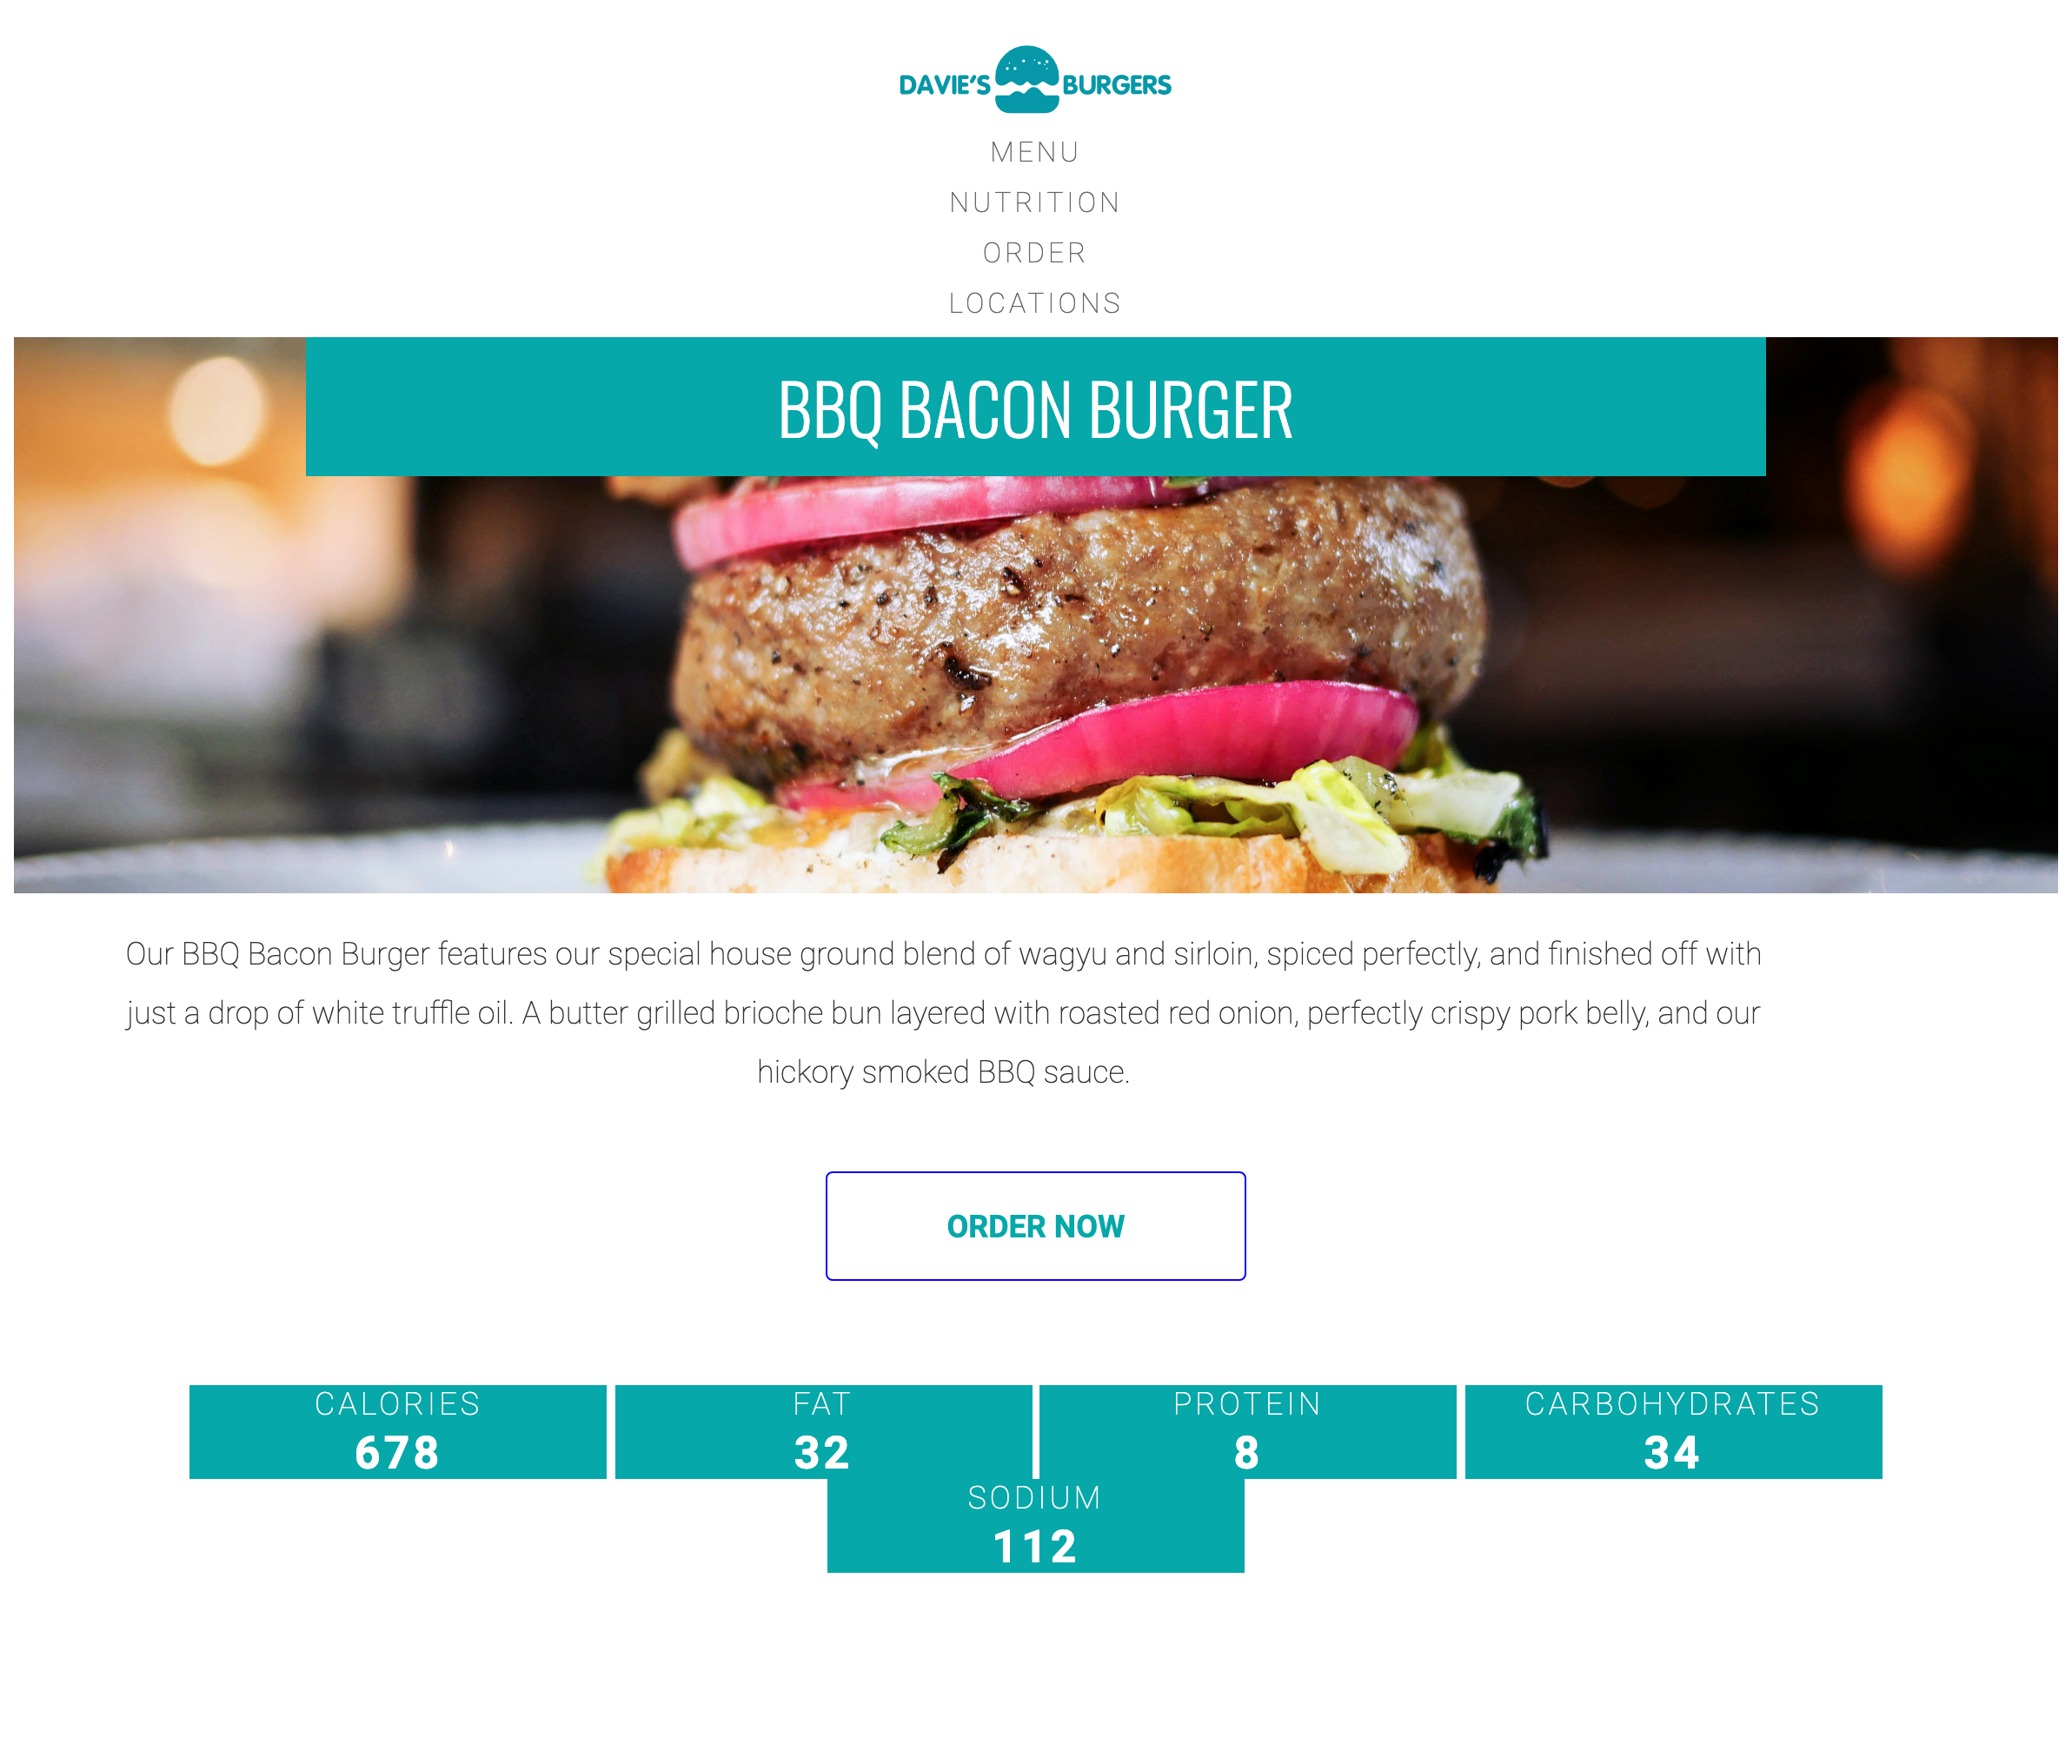 DAVIE'S BURGERS
MENU
NUTRITION
ORDER
LOCATIONS
BBQ BACON BURGER
Our BBQ Bacon Burger features our special house ground blend of wagyu and sirloin, spiced perfectly, and finished off with
just a drop of white truffle oil. A butter grilled brioche bun layered with roasted red onion, perfectly crispy pork belly, and our
hickory smoked BBQ sauce.
ORDER NOW
CALORIES
678
FAT
32
PROTEIN
8
CARBOHYDRATES
34
SODIUM
112